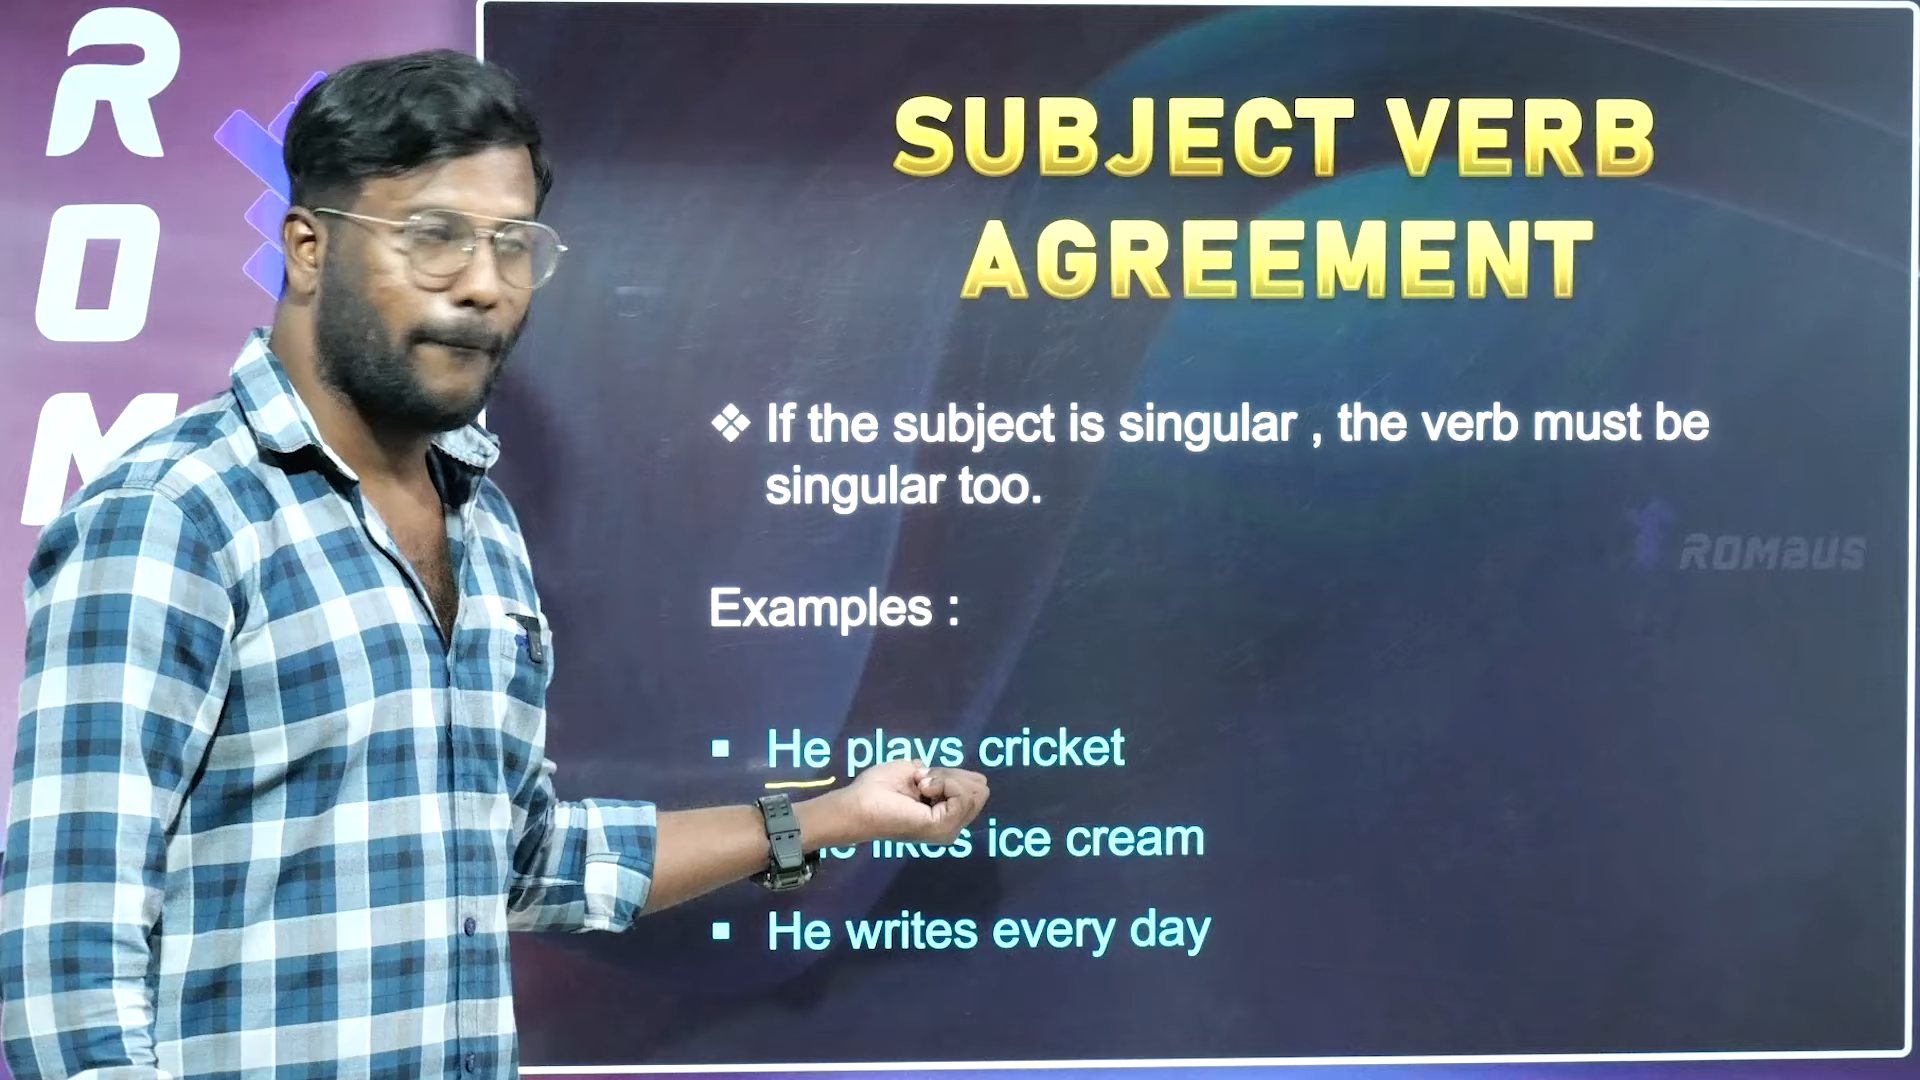 R
O
M
SUBJECT VERB
AGREEMENT
❖ If the subject is singular , the verb must be
singular too.
ROMBUS
Examples :
▪ He plays cricket
likes ice cream
▪ He writes every day